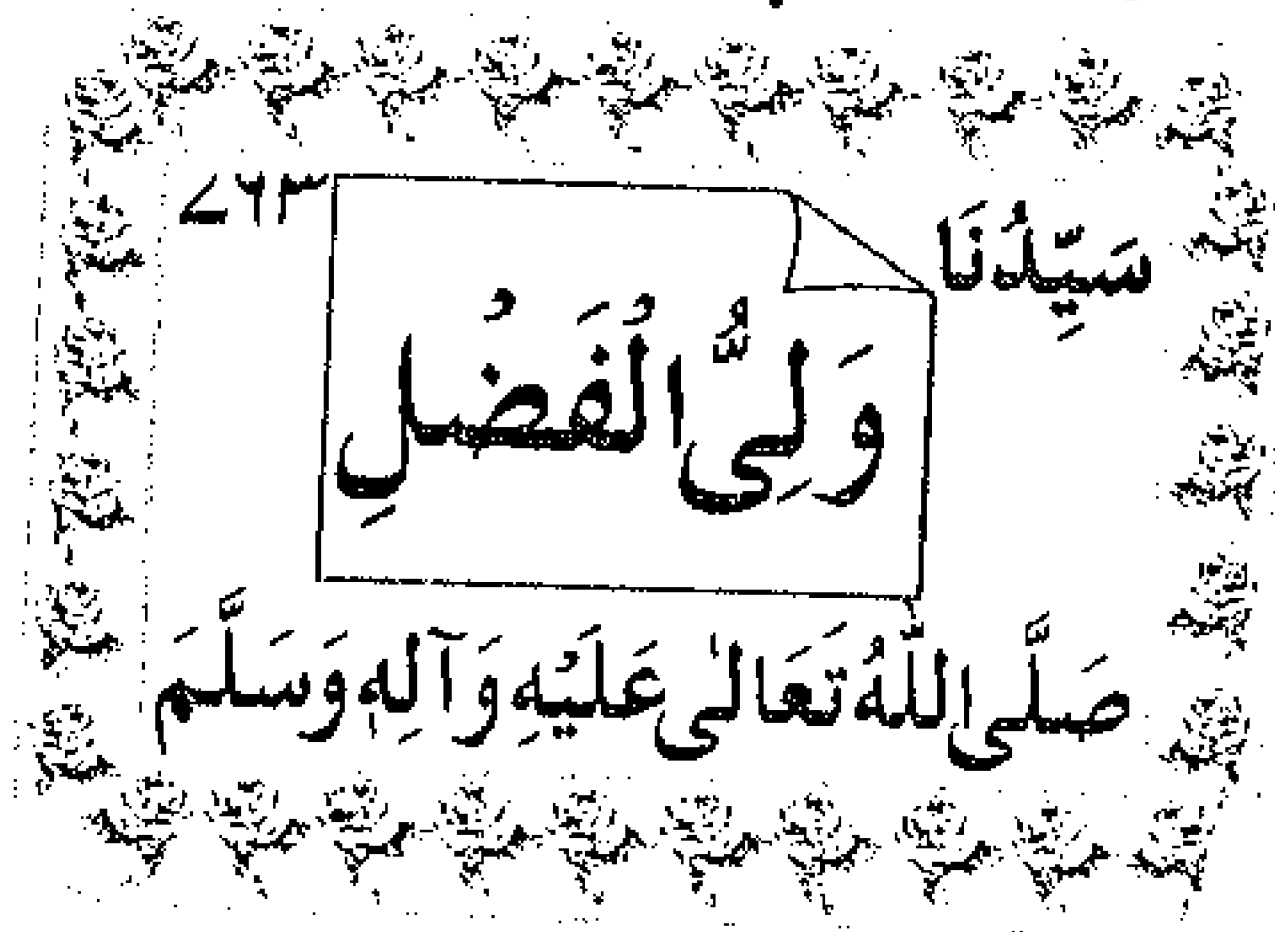 سَيِّدُنَا ۷۶۳
وَلِیُّ الْفَضْلِ
صَلَّی اللّٰهُ تَعَالٰی عَلَيْهِ وَآلِهٖ وَسَلَّمَ